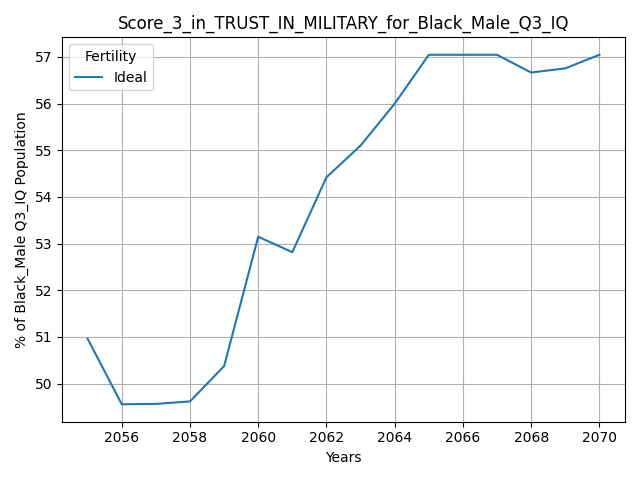 Score_3_in_TRUST_IN_MILITARY_for_Black_Male_Q3_IQ
Fertility
Ideal
% of Black_Male Q3_IQ Population
57
56
55
54
53
52
51
50
2056 2058 2060 2062 2064 2066 2068 2070
Years